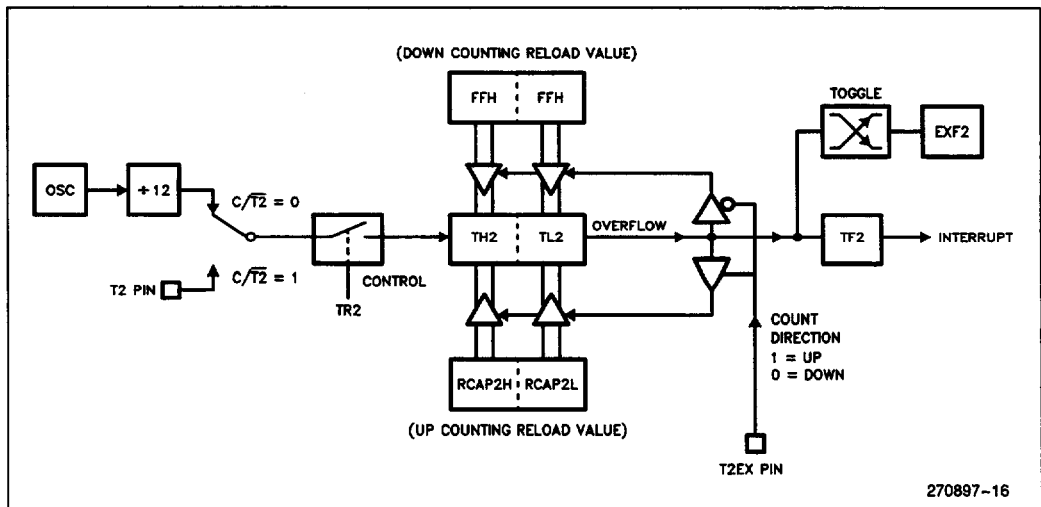 (DOWN COUNTING RELOAD VALUE)
FFH FFH
TOGGLE
EXF2
OSC
÷12
C/T2̅ = 0
TH2 TL2
OVERFLOW
TF2
INTERRUPT
C/T2̅ = 1
T2 PIN
CONTROL
TR2
COUNT
DIRECTION
1 = UP
0 = DOWN
RCAP2H RCAP2L
(UP COUNTING RELOAD VALUE)
T2EX PIN
270897-16